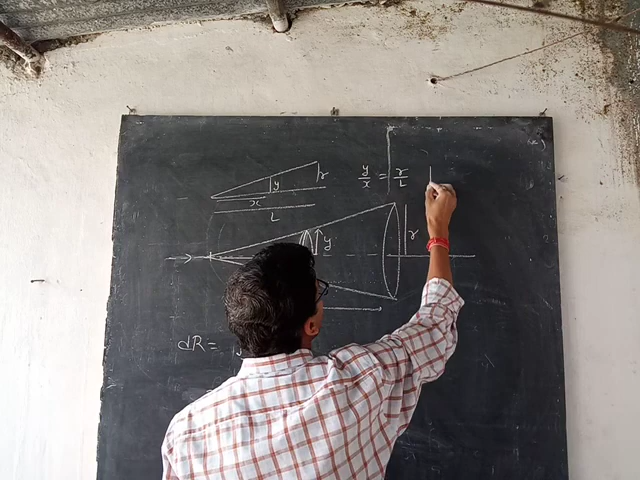 y r
x
L
y/x = r/L
y r
dR =